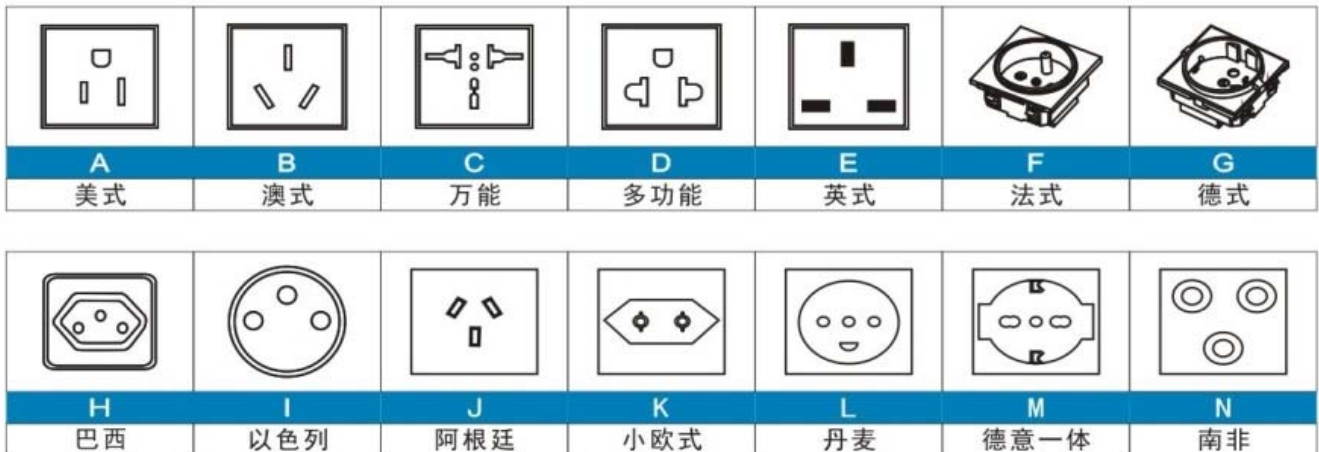 A B C D E F G
美式 澳式 万能 多功能 英式 法式 德式
H I J K L M N
巴西 以色列 阿根廷 小欧式 丹麦 德意一体 南非